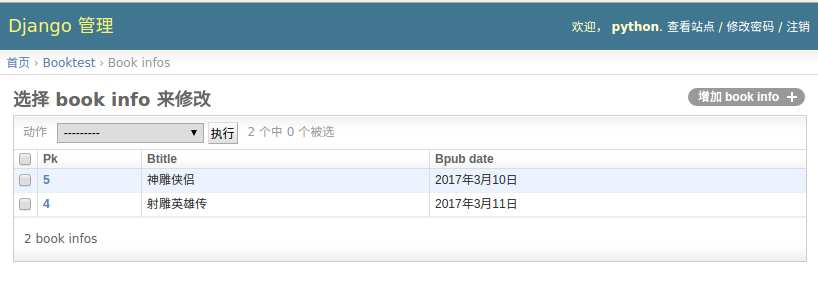 Django 管理
欢迎， python. 查看站点 / 修改密码 / 注销
首页 › Booktest › Book infos
选择 book info 来修改
增加 book info +
动作 --------- 执行 2 个中 0 个被选
Pk Btitle Bpub date
5 神雕侠侣 2017年3月10日
4 射雕英雄传 2017年3月11日
2 book infos